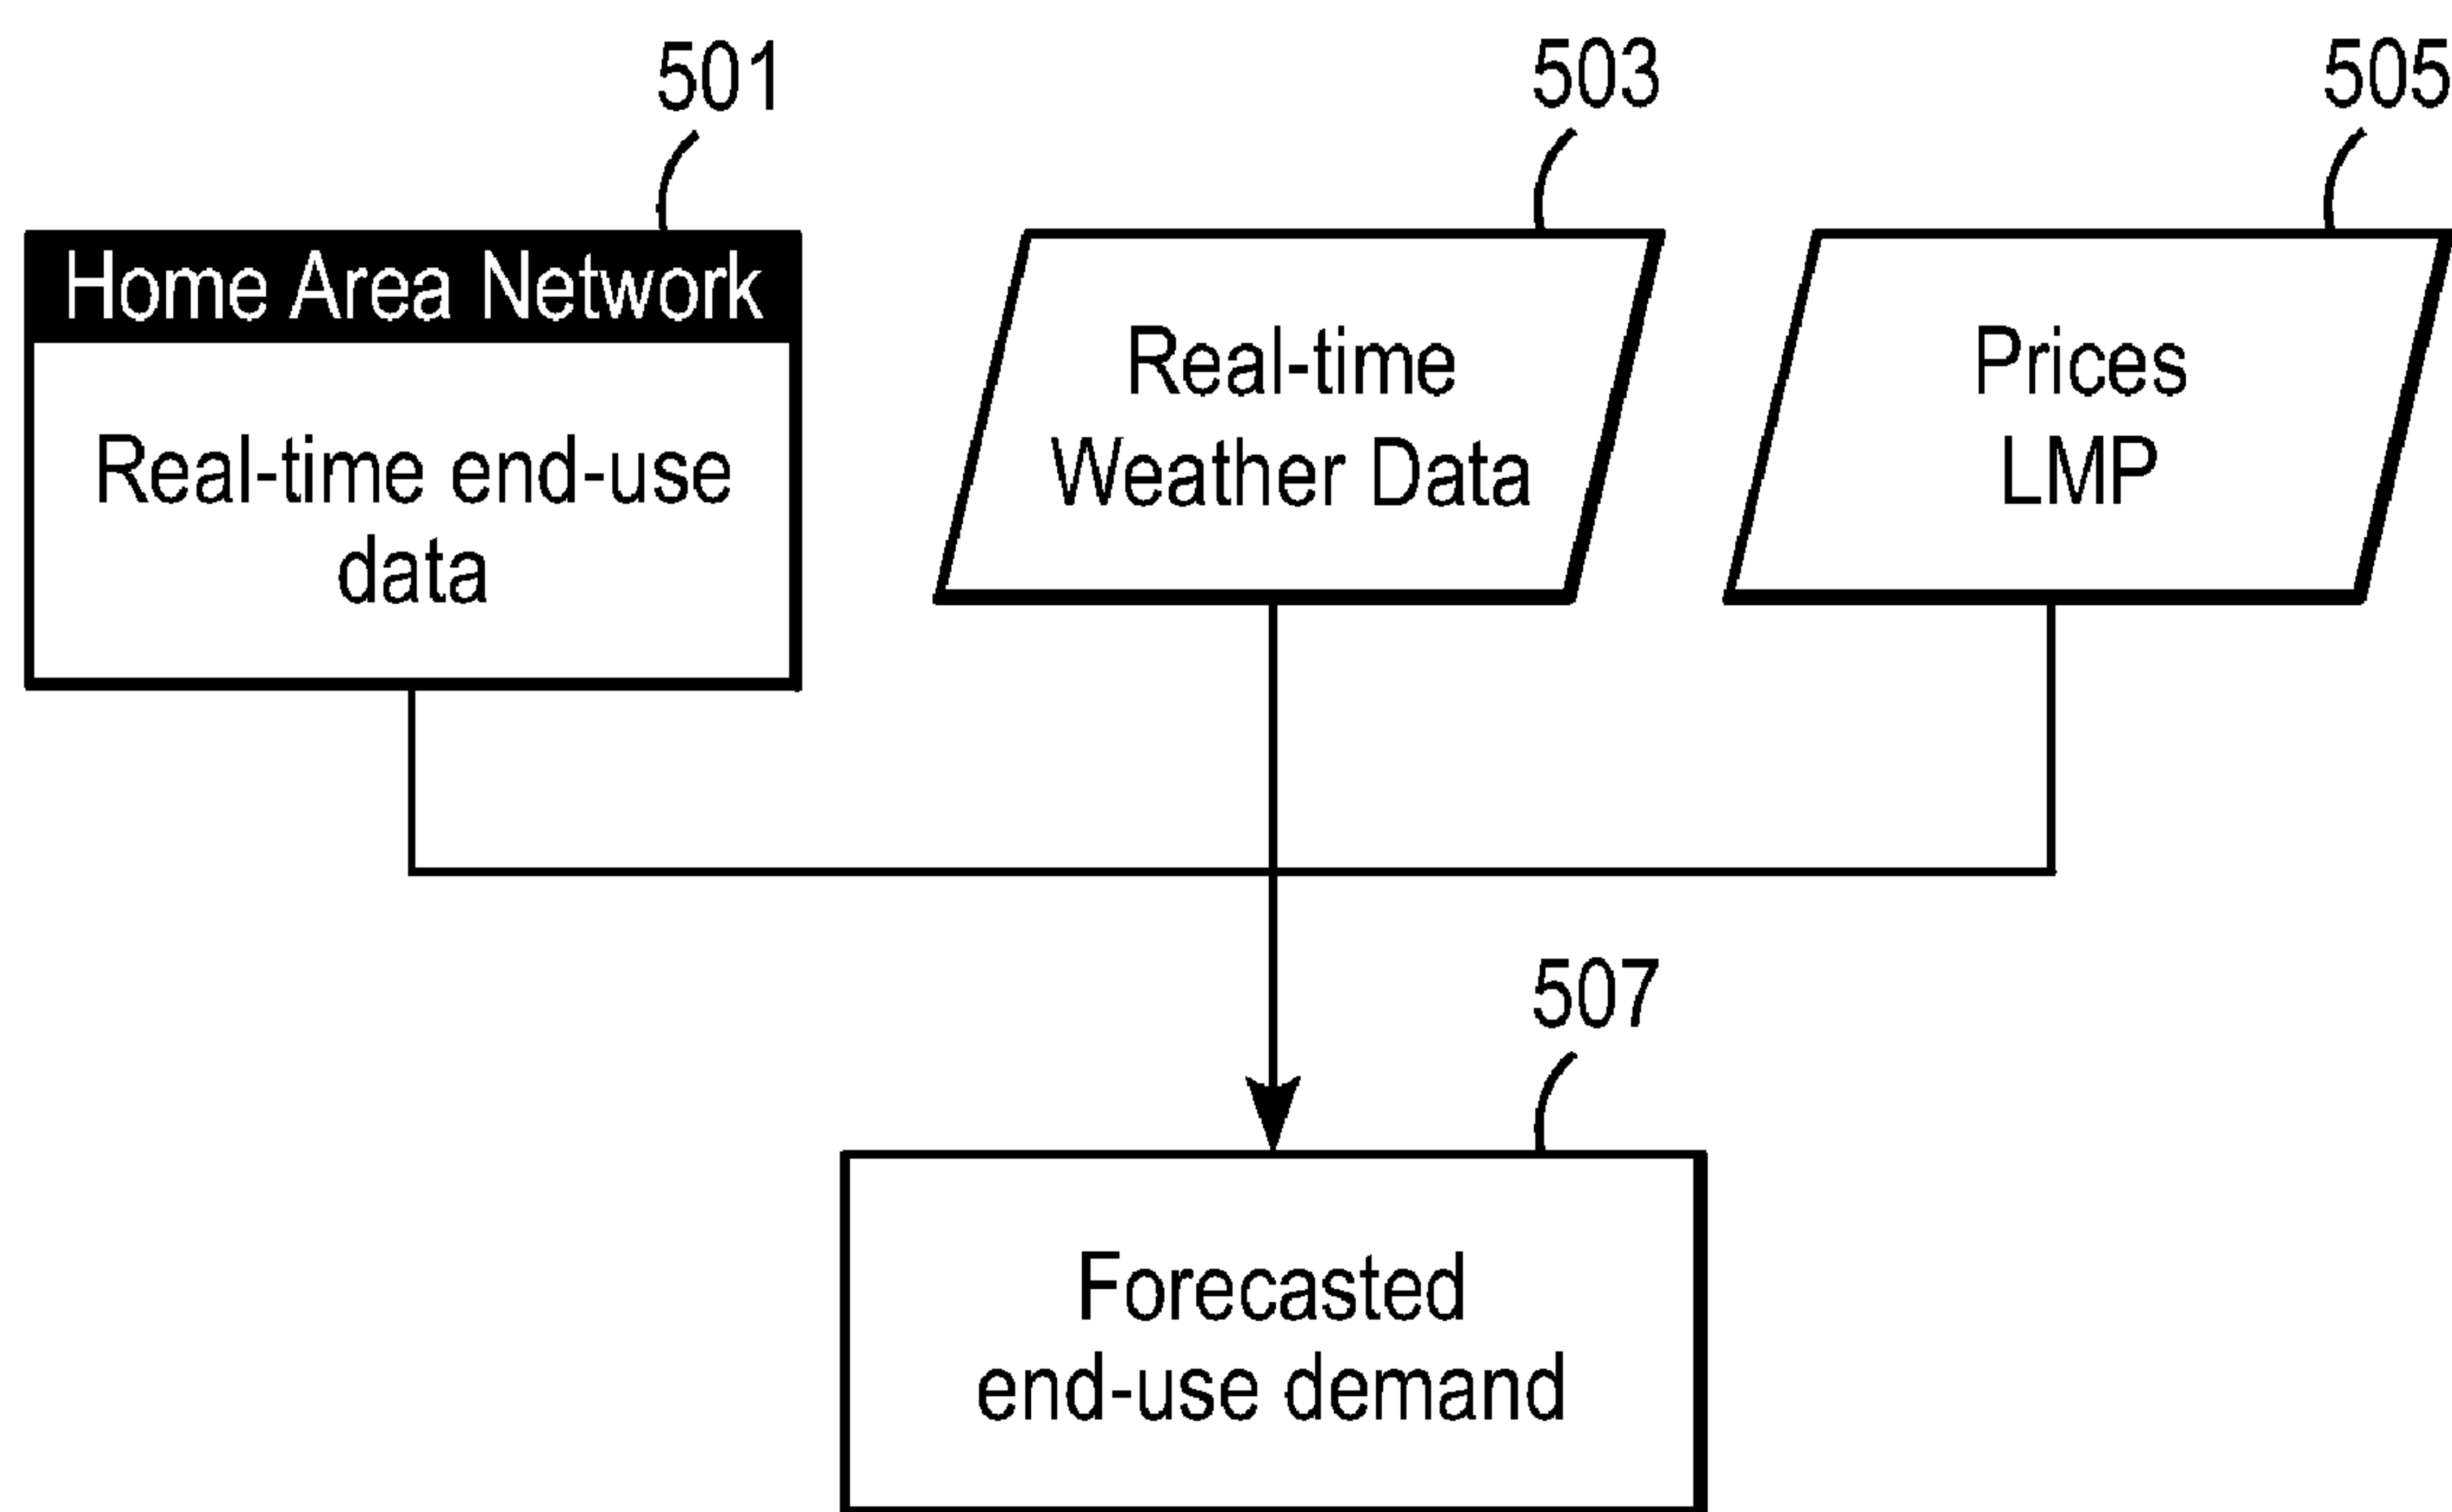 501
503
505
Home Area Network
Real-time end-use
data
Real-time
Weather Data
Prices
LMP
507
Forecasted
end-use demand